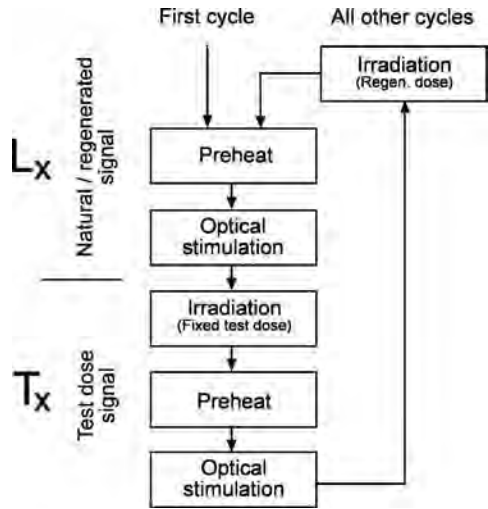 First cycle
All other cycles
Irradiation
(Regen. dose)
Lx
Natural / regenerated
signal
Preheat
Optical
stimulation
Irradiation
(Fixed test dose)
Tx
Test dose
signal
Preheat
Optical
stimulation